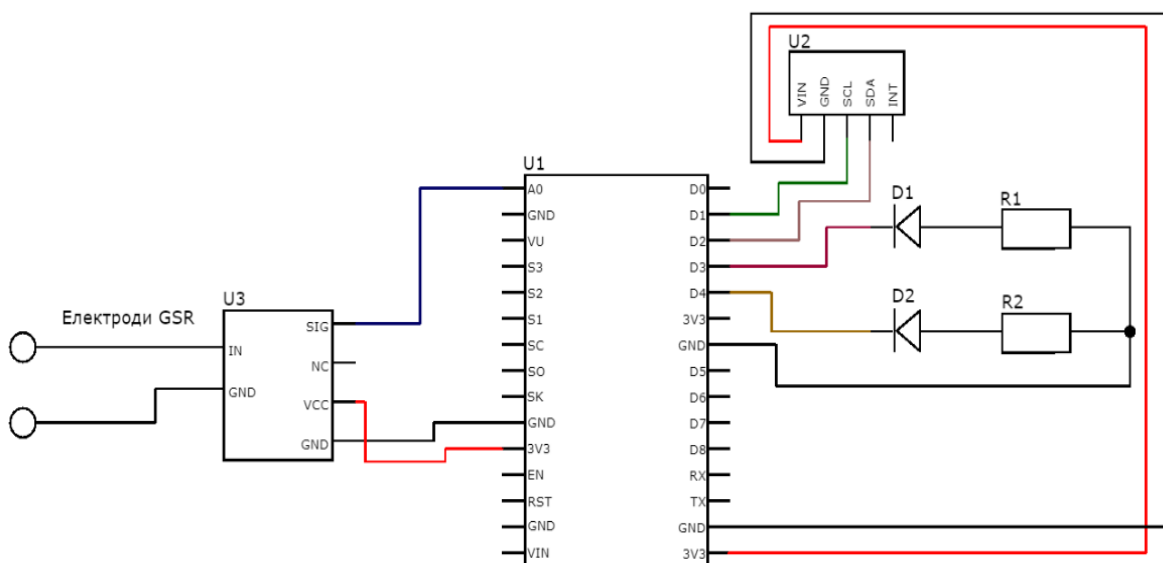 U2
VIN
GND
SCL
SDA
INT
U1
A0
GND
VU
S3
S2
S1
SC
SO
SK
GND
3V3
EN
RST
GND
VIN
D0
D1
D2
D3
D4
3V3
GND
D5
D6
D7
D8
RX
TX
GND
3V3
D1
R1
D2
R2
U3
Електроди GSR
IN
GND
SIG
NC
VCC
GND